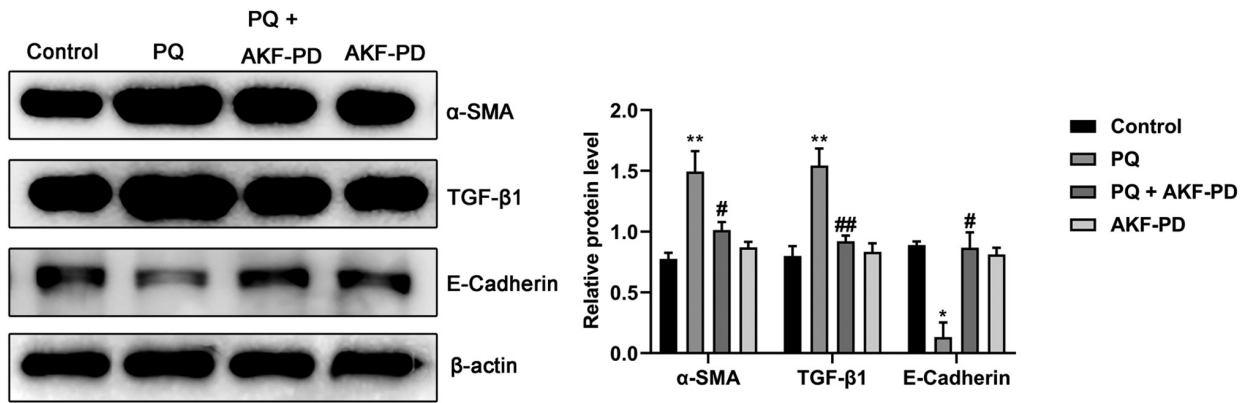 PQ +
Control PQ AKF-PD AKF-PD
α-SMA
TGF-β1
E-Cadherin
β-actin
Relative protein level
2.0
1.5
1.0
0.5
0.0
** # ** ## * #
α-SMA TGF-β1 E-Cadherin
Control
PQ
PQ + AKF-PD
AKF-PD